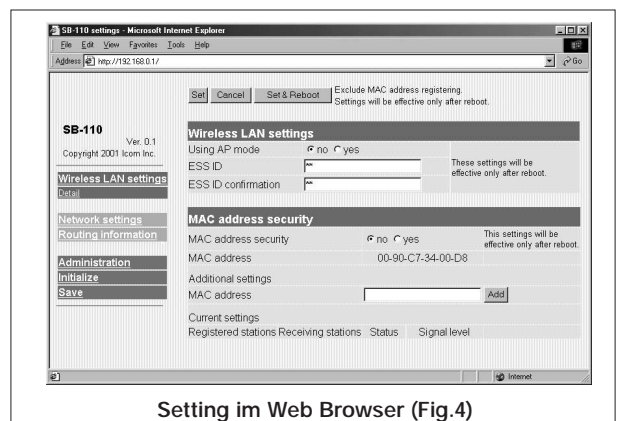 SB-110 settings - Microsoft Internet Explorer
File Edit View Favorites Tools Help
Address http://192.168.0.1/ Go
Set Cancel Set & Reboot Exclude MAC address registering.
Settings will be effective only after reboot.
SB-110
Ver. 0.1
Copyright 2001 Icom Inc.
Wireless LAN settings
Detail
Network settings
Routing information
Administration
Initialize
Save
Wireless LAN settings
Using AP mode no yes
ESS ID ** These settings will be
effective only after reboot.
ESS ID confirmation **
MAC address security
MAC address security no yes This settings will be
effective only after reboot.
MAC address 00-90-C7-34-00-D8
Additional settings
MAC address Add
Current settings
Registered stations Receiving stations Status Signal level
Internet
Setting im Web Browser (Fig.4)